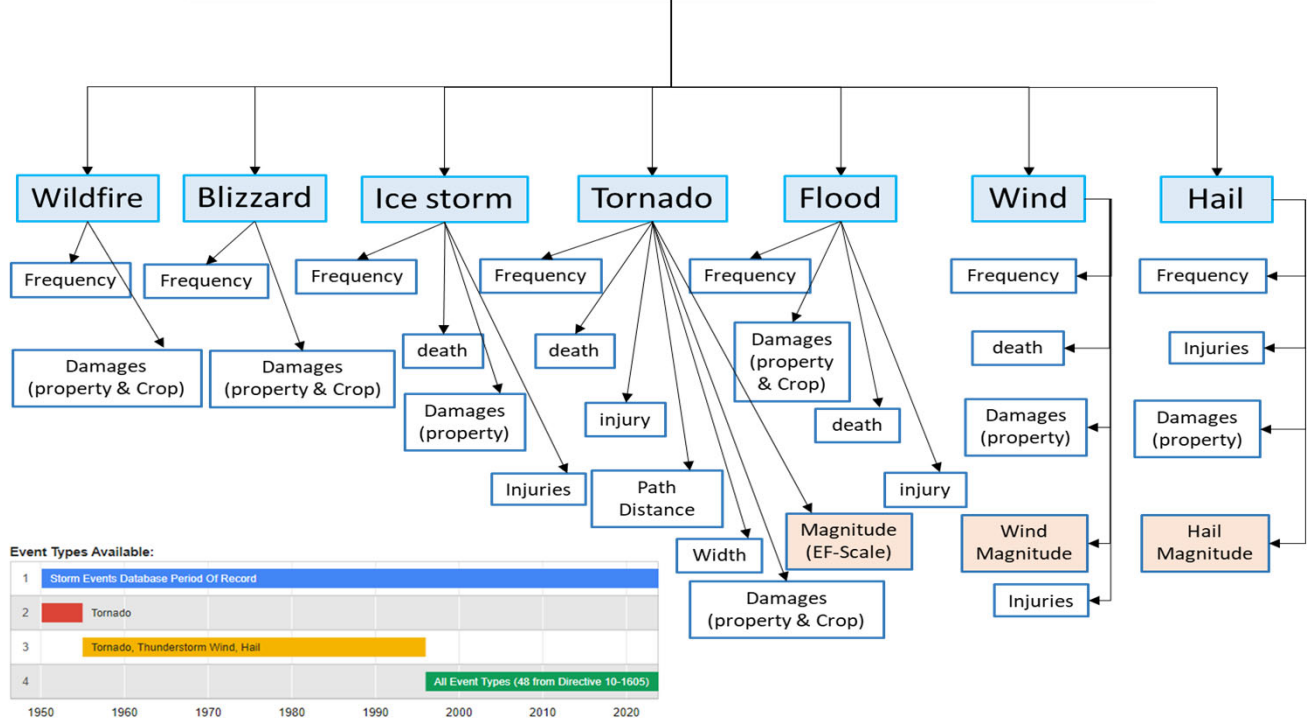 Wildfire
Blizzard
Ice storm
Tornado
Flood
Wind
Hail
Frequency
Frequency
Frequency
Frequency
Frequency
Frequency
Frequency
Damages
(property & Crop)
Damages
(property & Crop)
death
Damages
(property)
Injuries
death
injury
Path
Distance
Width
Damages
(property & Crop)
Magnitude
(EF-Scale)
Damages
(property
& Crop)
death
injury
death
Damages
(property)
Wind
Magnitude
Injuries
Injuries
Damages
(property)
Hail
Magnitude
Event Types Available:
1 Storm Events Database Period Of Record
2 Tornado
3 Tornado, Thunderstorm Wind, Hail
4 All Event Types (48 from Directive 10-1605)
1950 1960 1970 1980 1990 2000 2010 2020